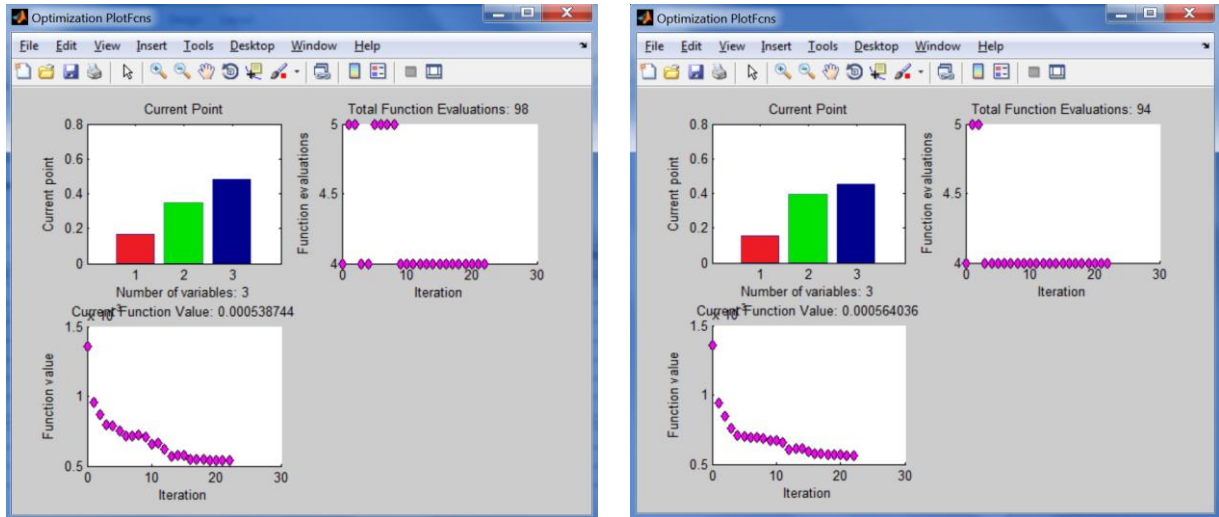 Optimization PlotFcns
File Edit View Insert Tools Desktop Window Help
Current Point
Total Function Evaluations: 98
0.8
0.6
0.4
0.2
0
Current point
1 2 3
Number of variables: 3
5
4.5
4
Function evaluations
0 10 20 30
Iteration
Current Function Value: 0.000538744
x 10^3
1.5
1
0.5
Function value
0 10 20 30
Iteration
Optimization PlotFcns
File Edit View Insert Tools Desktop Window Help
Current Point
Total Function Evaluations: 94
0.8
0.6
0.4
0.2
0
Current point
1 2 3
Number of variables: 3
5
4.5
4
Function evaluations
0 10 20 30
Iteration
Current Function Value: 0.000564036
x 10^3
1.5
1
0.5
Function value
0 10 20 30
Iteration